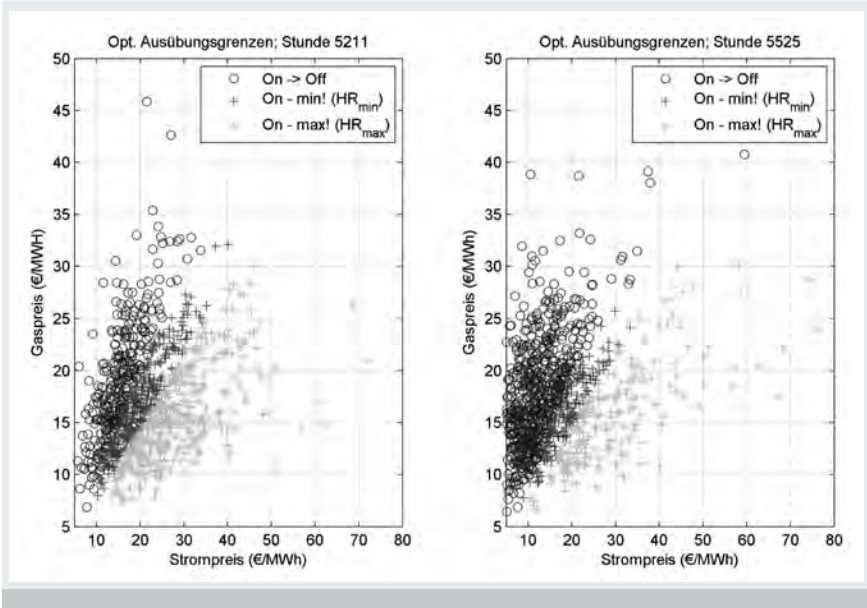 Opt. Ausübungsgrenzen; Stunde 5211
50
45
40
35
30
25
20
15
10
5
Gaspreis (€/MWH)
On -> Off
On - min! (HRmin)
On - max! (HRmax)
10 20 30 40 50 60 70 80
Strompreis (€/MWh)
Opt. Ausübungsgrenzen; Stunde 5525
50
45
40
35
30
25
20
15
10
5
Gaspreis (€/MWh)
On -> Off
On - min! (HRmin)
On - max! (HRmax)
10 20 30 40 50 60 70 80
Strompreis (€/MWh)